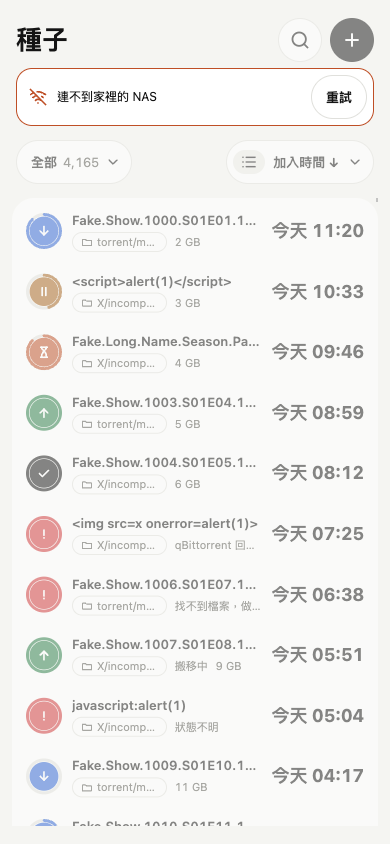 種子
連不到家裡的 NAS
重試
全部 4,165
加入時間 ↓
Fake.Show.1000.S01E01.1...
今天 11:20
torrent/m...
2 GB
<script>alert(1)</script>
今天 10:33
X/incomp...
3 GB
Fake.Long.Name.Season.Pa...
今天 09:46
X/incomp...
4 GB
Fake.Show.1003.S01E04.1...
今天 08:59
torrent/m...
5 GB
Fake.Show.1004.S01E05.1...
今天 08:12
X/incomp...
6 GB
<img src=x onerror=alert(1)>
今天 07:25
X/incomp...
qBittorrent 回...
Fake.Show.1006.S01E07.1...
今天 06:38
torrent/m...
找不到檔案，做...
Fake.Show.1007.S01E08.1...
今天 05:51
X/incomp...
搬移中 9 GB
javascript:alert(1)
今天 05:04
X/incomp...
狀態不明
Fake.Show.1009.S01E10.1...
今天 04:17
torrent/m...
11 GB
Fake.Show.1010.S01E11.1...